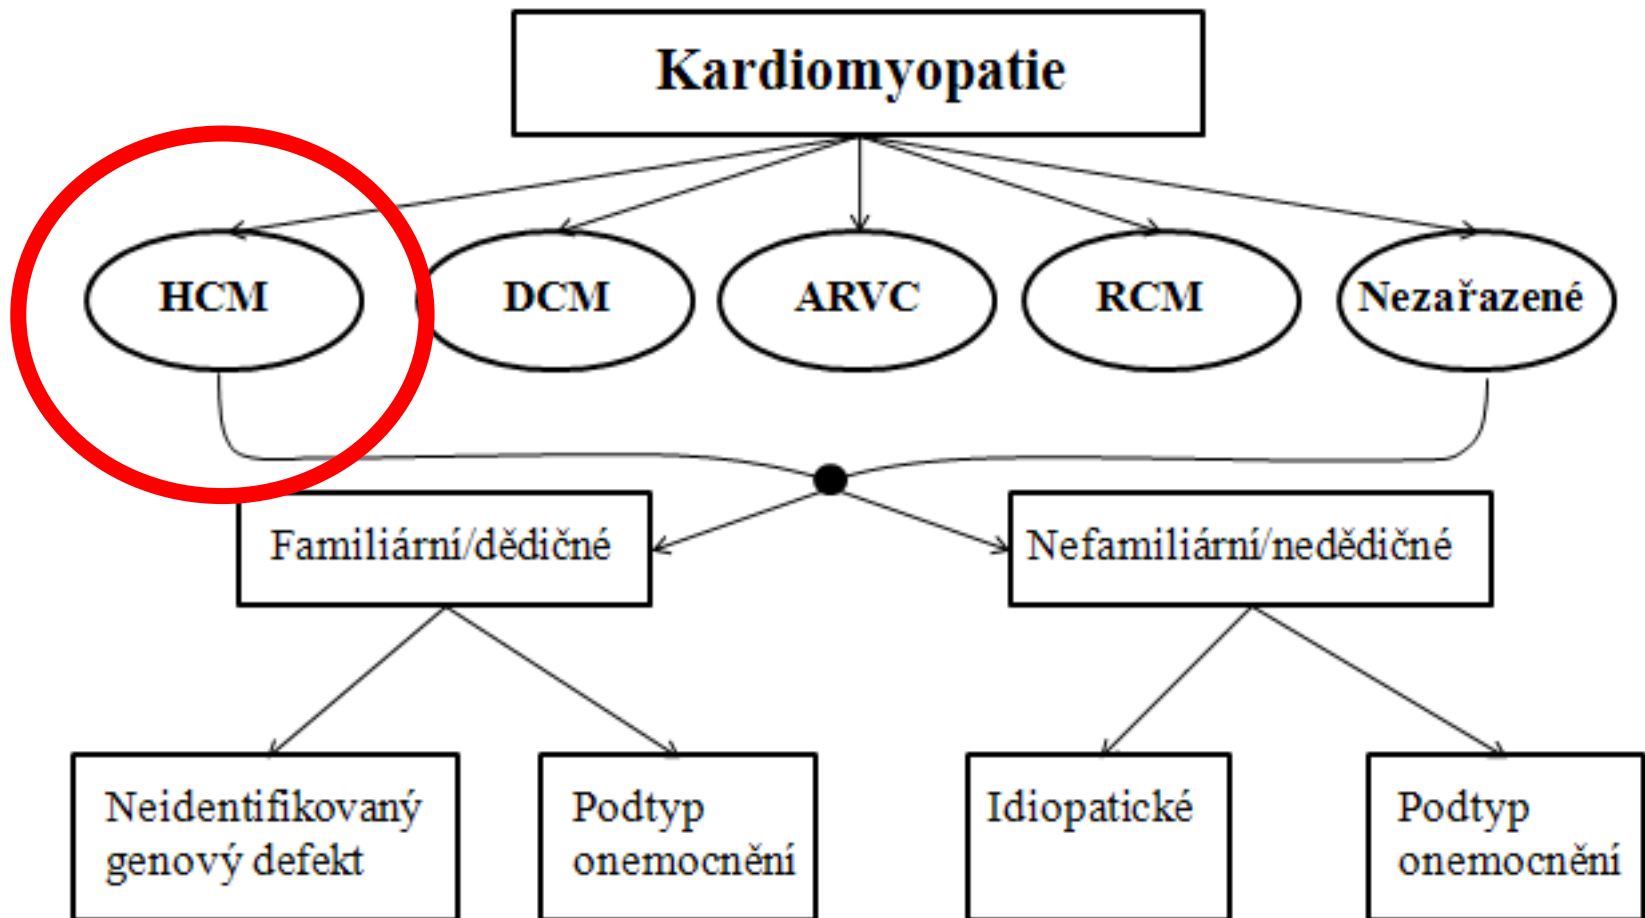 Kardiomyopatie
HCM
DCM
ARVC
RCM
Nezařazené
Familiární/dědičné
Nefamiliární/nedědičné
Neidentifikovaný
genový defekt
Podtyp
onemocnění
Idiopatické
Podtyp
onemocnění